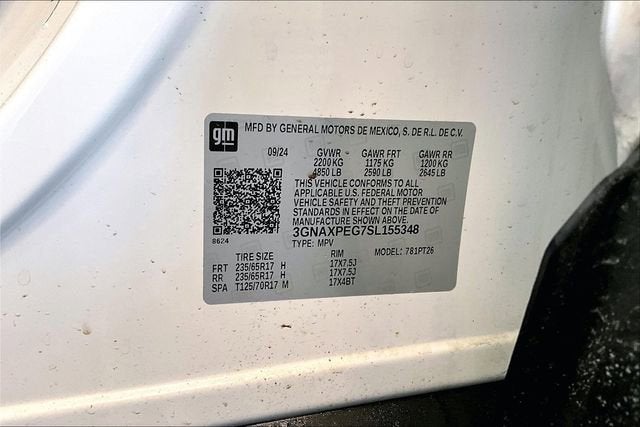 gm
MFD BY GENERAL MOTORS DE MEXICO, S. DE R.L. DE C.V.
09/24 GVWR GAWR FRT GAWR RR
2200 KG 1175 KG 1200 KG
4850 LB 2590 LB 2645 LB
THIS VEHICLE CONFORMS TO ALL
APPLICABLE U.S. FEDERAL MOTOR
VEHICLE SAFETY AND THEFT PREVENTION
STANDARDS IN EFFECT ON THE DATE OF
MANUFACTURE SHOWN ABOVE.
3GNAXPEG7SL155348
8624
TYPE: MPV MODEL: 781PT26
TIRE SIZE RIM
FRT 235/65R17 H 17X7.5J
RR 235/65R17 H 17X7.5J
SPA T125/70R17 M 17X4BT